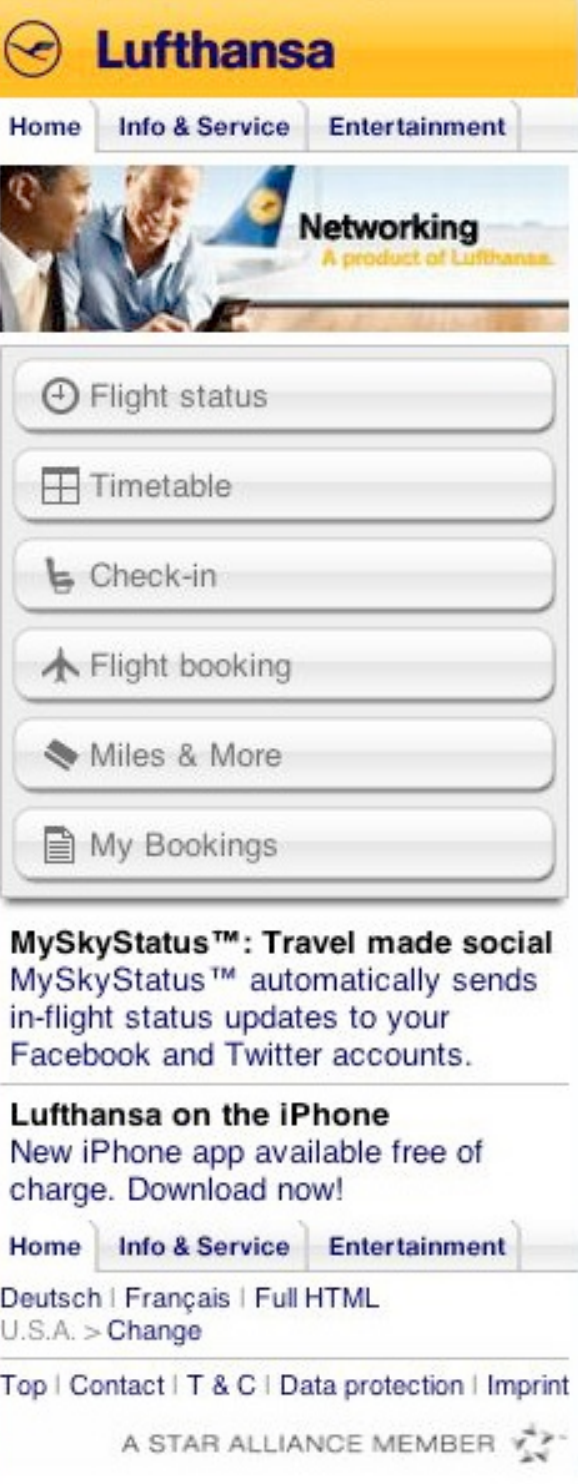 Lufthansa
Home Info & Service Entertainment
Networking
A product of Lufthansa.
Flight status
Timetable
Check-in
Flight booking
Miles & More
My Bookings
MySkyStatus™: Travel made social
MySkyStatus™ automatically sends
in-flight status updates to your
Facebook and Twitter accounts.
Lufthansa on the iPhone
New iPhone app available free of
charge. Download now!
Home Info & Service Entertainment
Deutsch | Français | Full HTML
U.S.A. > Change
Top | Contact | T & C | Data protection | Imprint
A STAR ALLIANCE MEMBER